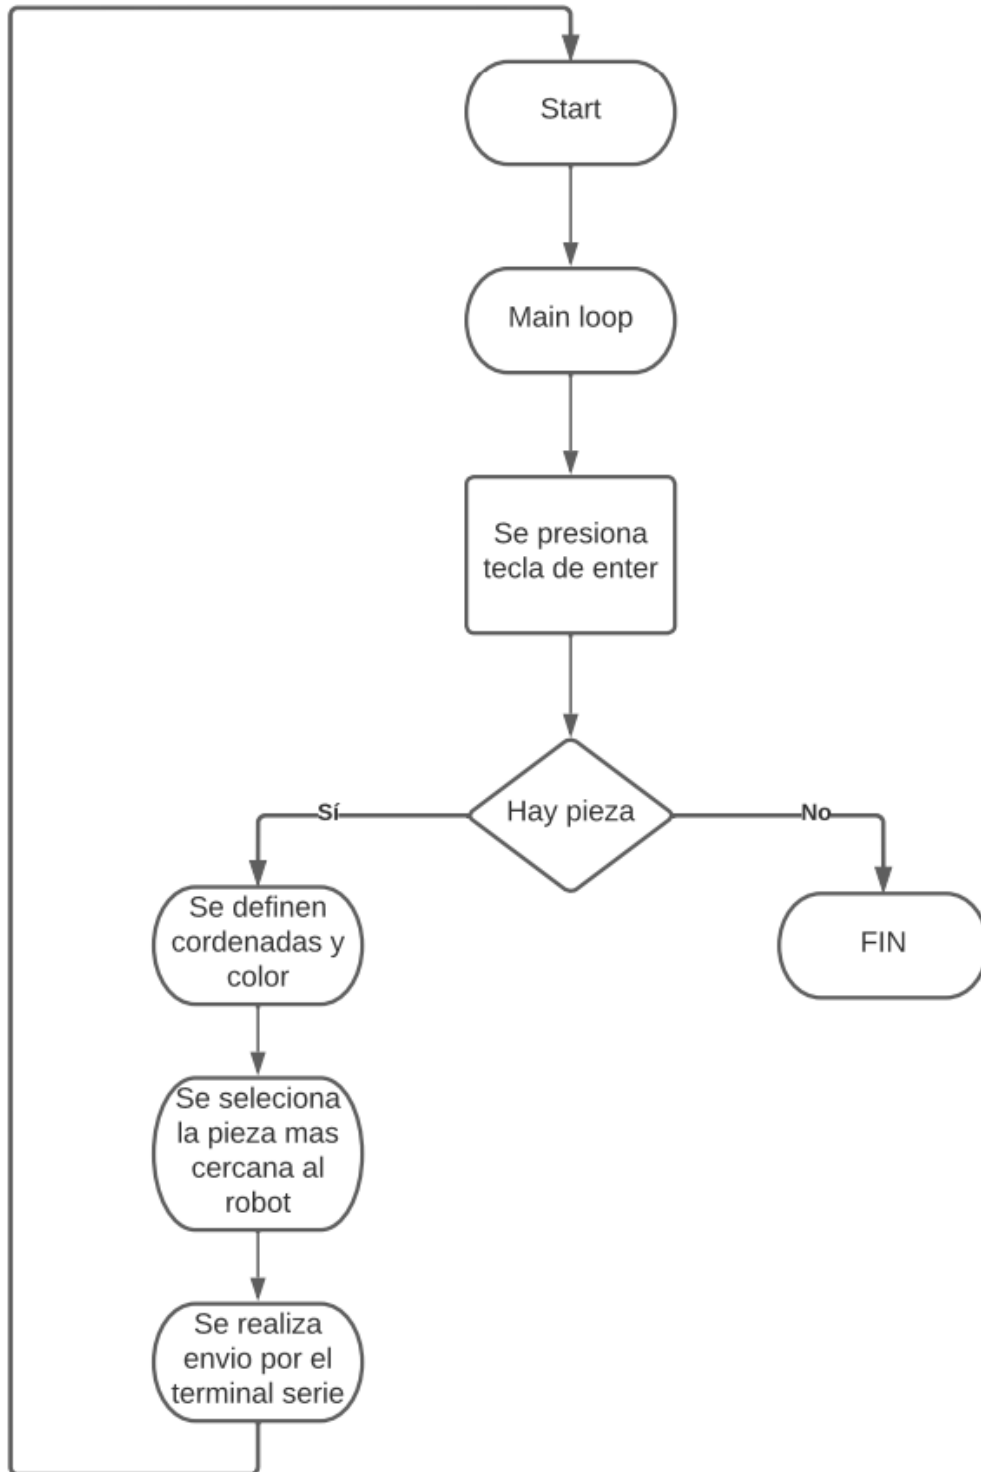 Start
Main loop
Se presiona
tecla de enter
Hay pieza
Sí
No
Se definen
cordenadas y
color
FIN
Se seleciona
la pieza mas
cercana al
robot
Se realiza
envio por el
terminal serie